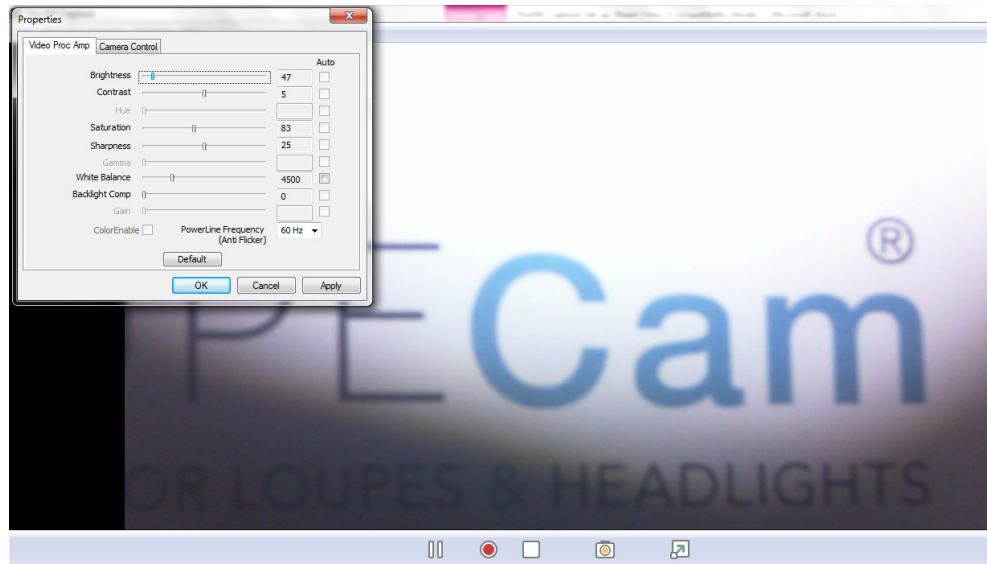 Properties
Video Proc Amp
Camera Control
Auto
Brightness 47
Contrast 5
Hue
Saturation 83
Sharpness 25
Gamma
White Balance 4500
Backlight Comp 0
Gain
ColorEnable
PowerLine Frequency 60 Hz
(Anti Flicker)
Default
OK Cancel Apply
®
PECam
OR LOUPES & HEADLIGHTS